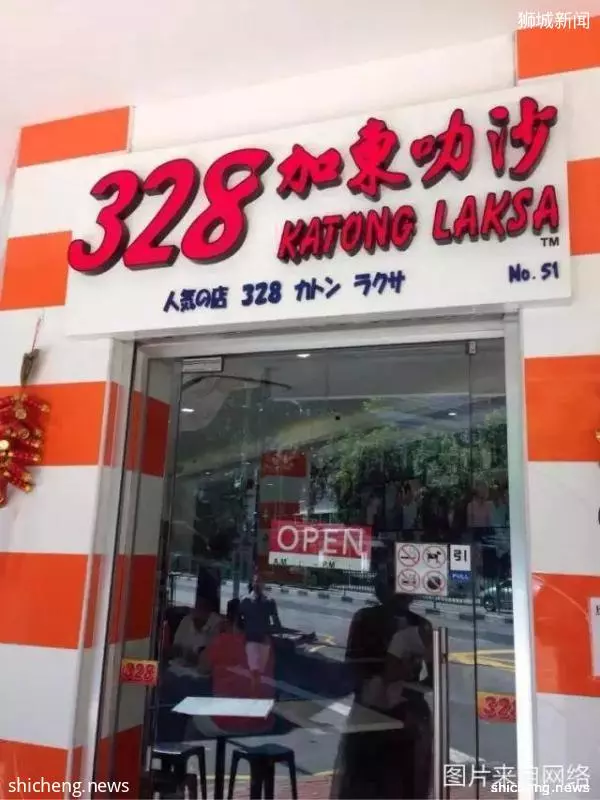 狮城新闻
328 加東叻沙
KATONG LAKSA
TM
人気の店 328 カトン ラクサ
No. 51
OPEN
A.M P.M
引
PULL
328
328
图片来自网络
shicheng.news
shicheng.news